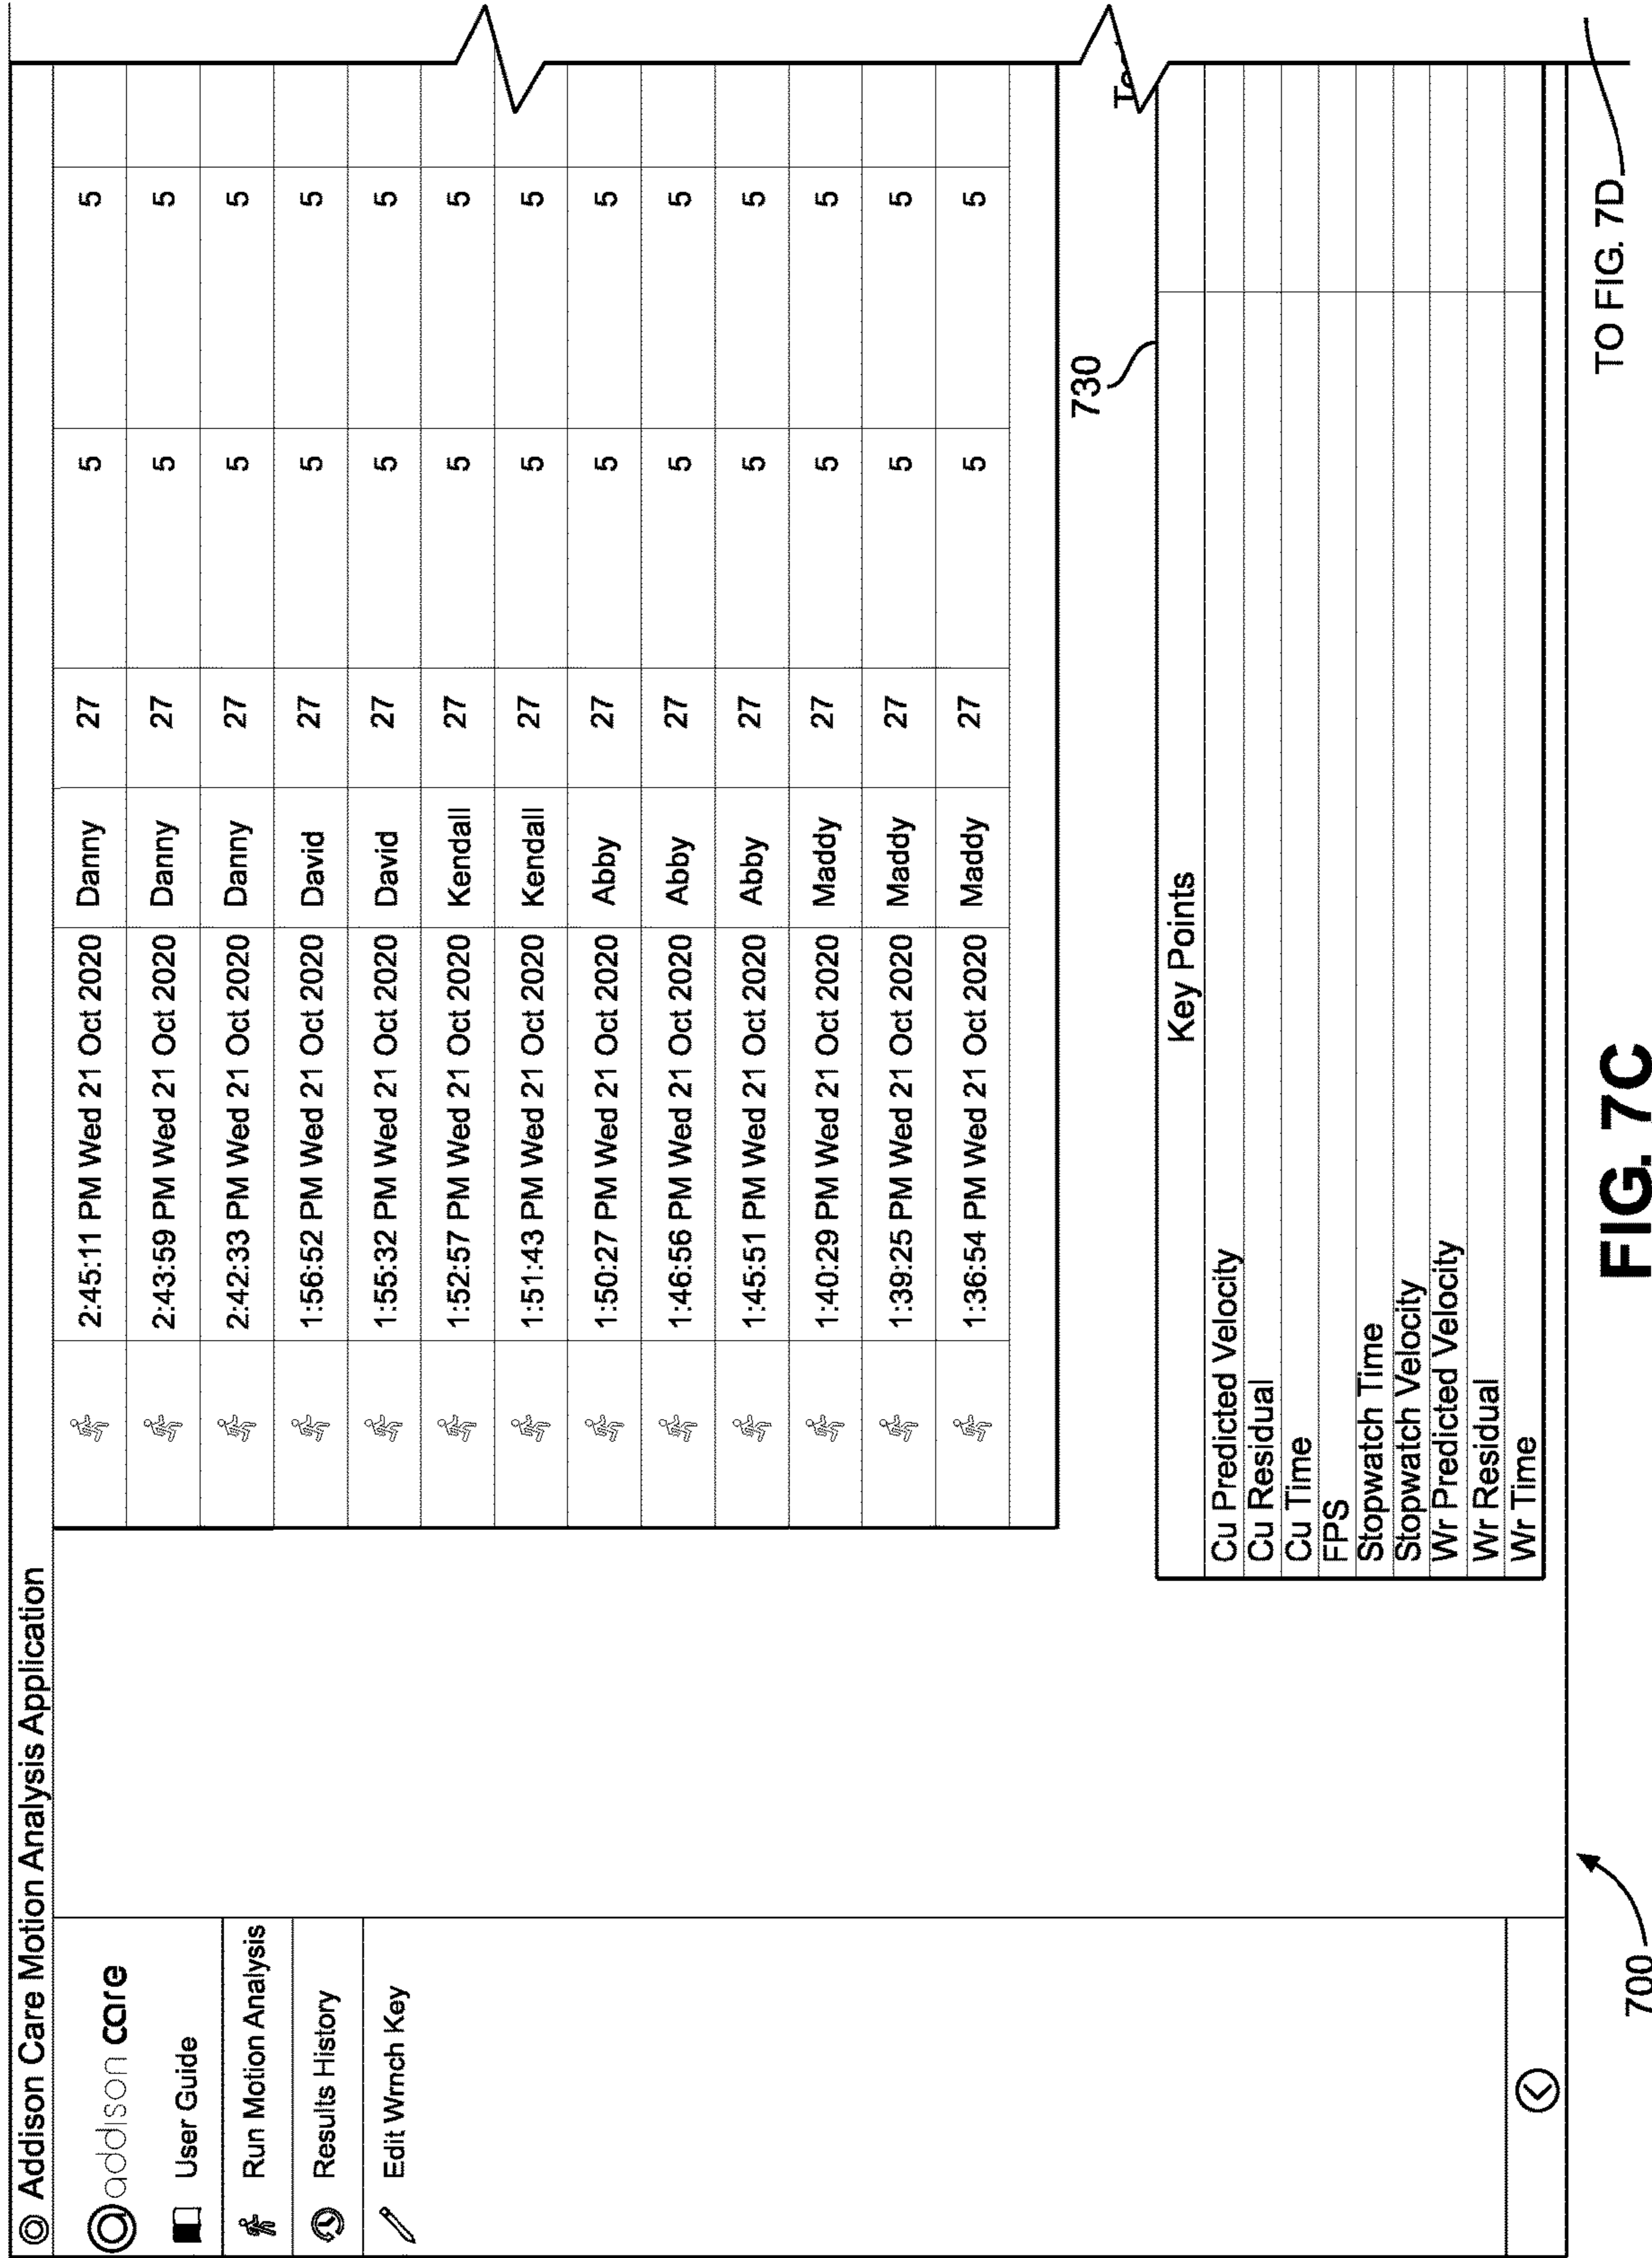 Addison Care Motion Analysis Application
addison care
User Guide
Run Motion Analysis
Results History
Edit Wrnch Key
2:45:11 PM Wed 21 Oct 2020 Danny 27 5 5
2:43:59 PM Wed 21 Oct 2020 Danny 27 5 5
2:42:33 PM Wed 21 Oct 2020 Danny 27 5 5
1:56:52 PM Wed 21 Oct 2020 David 27 5 5
1:55:32 PM Wed 21 Oct 2020 David 27 5 5
1:52:57 PM Wed 21 Oct 2020 Kendall 27 5 5
1:51:43 PM Wed 21 Oct 2020 Kendall 27 5 5
1:50:27 PM Wed 21 Oct 2020 Abby 27 5 5
1:46:56 PM Wed 21 Oct 2020 Abby 27 5 5
1:45:51 PM Wed 21 Oct 2020 Abby 27 5 5
1:40:29 PM Wed 21 Oct 2020 Maddy 27 5 5
1:39:25 PM Wed 21 Oct 2020 Maddy 27 5 5
1:36:54 PM Wed 21 Oct 2020 Maddy 27 5 5
730
Key Points
Cu Predicted Velocity
Cu Residual
Cu Time
FPS
Stopwatch Time
Stopwatch Velocity
Wr Predicted Velocity
Wr Residual
Wr Time
700
TO FIG. 7D
FIG. 7C